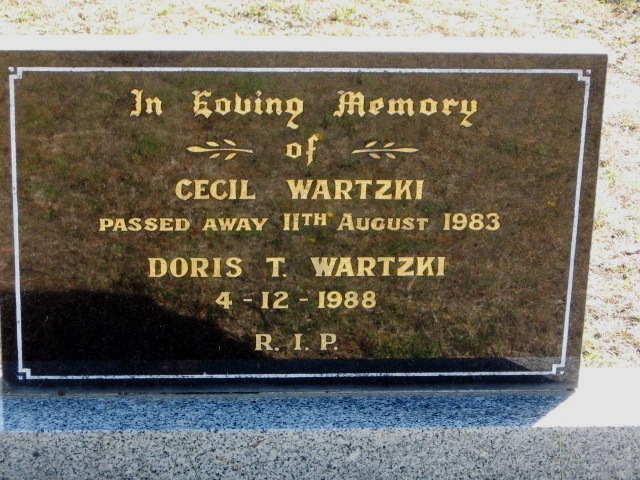 In Loving Memory
of
CECIL WARTZKI
PASSED AWAY 11TH AUGUST 1983
DORIS T. WARTZKI
4-12-1988
R.I.P.